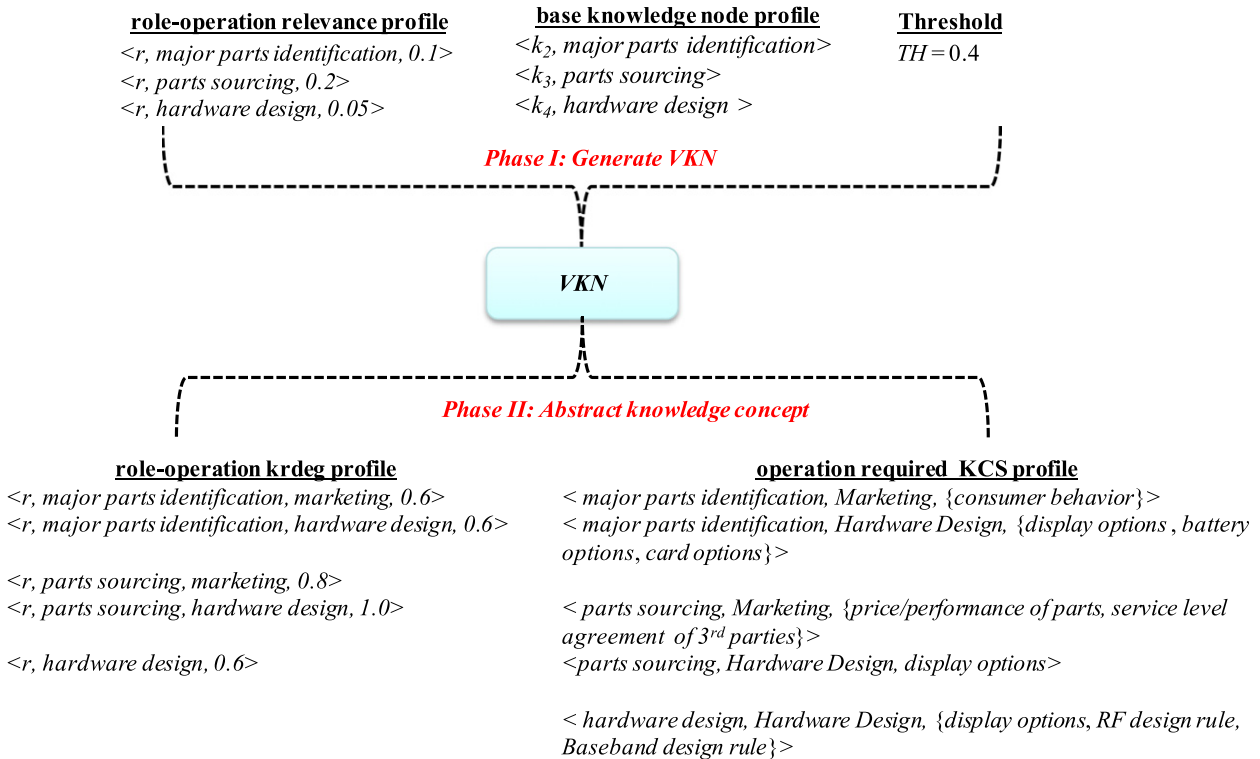 role-operation relevance profile
<r, major parts identification, 0.1>
<r, parts sourcing, 0.2>
<r, hardware design, 0.05>
base knowledge node profile
<k2, major parts identification>
<k3, parts sourcing>
<k4, hardware design >
Threshold
TH = 0.4
Phase I: Generate VKN
VKN
Phase II: Abstract knowledge concept
role-operation krdeg profile
<r, major parts identification, marketing, 0.6>
<r, major parts identification, hardware design, 0.6>
<r, parts sourcing, marketing, 0.8>
<r, parts sourcing, hardware design, 1.0>
<r, hardware design, 0.6>
operation required KCS profile
< major parts identification, Marketing, {consumer behavior}>
< major parts identification, Hardware Design, {display options , battery
options, card options}>
< parts sourcing, Marketing, {price/performance of parts, service level
agreement of 3rd parties}>
<parts sourcing, Hardware Design, display options>
< hardware design, Hardware Design, {display options, RF design rule,
Baseband design rule}>